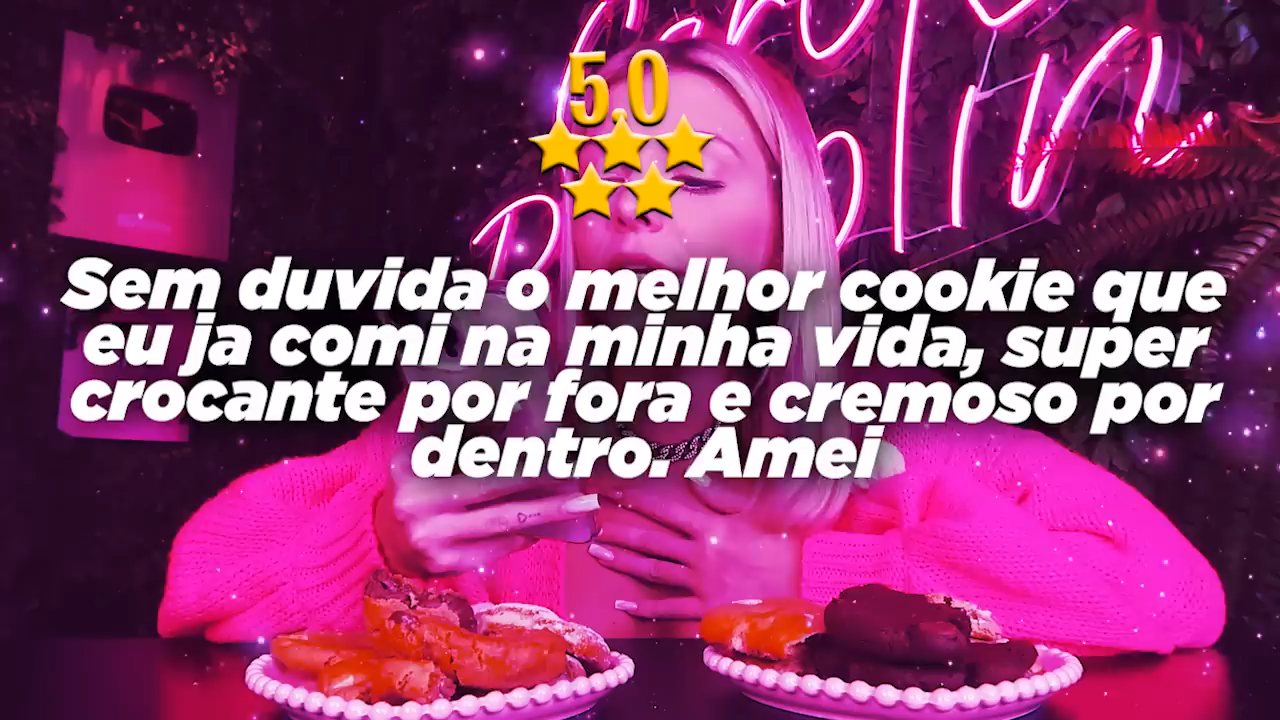 5.0
Sem duvida o melhor cookie que
eu ja comi na minha vida, super
crocante por fora e cremoso por
dentro. Amei